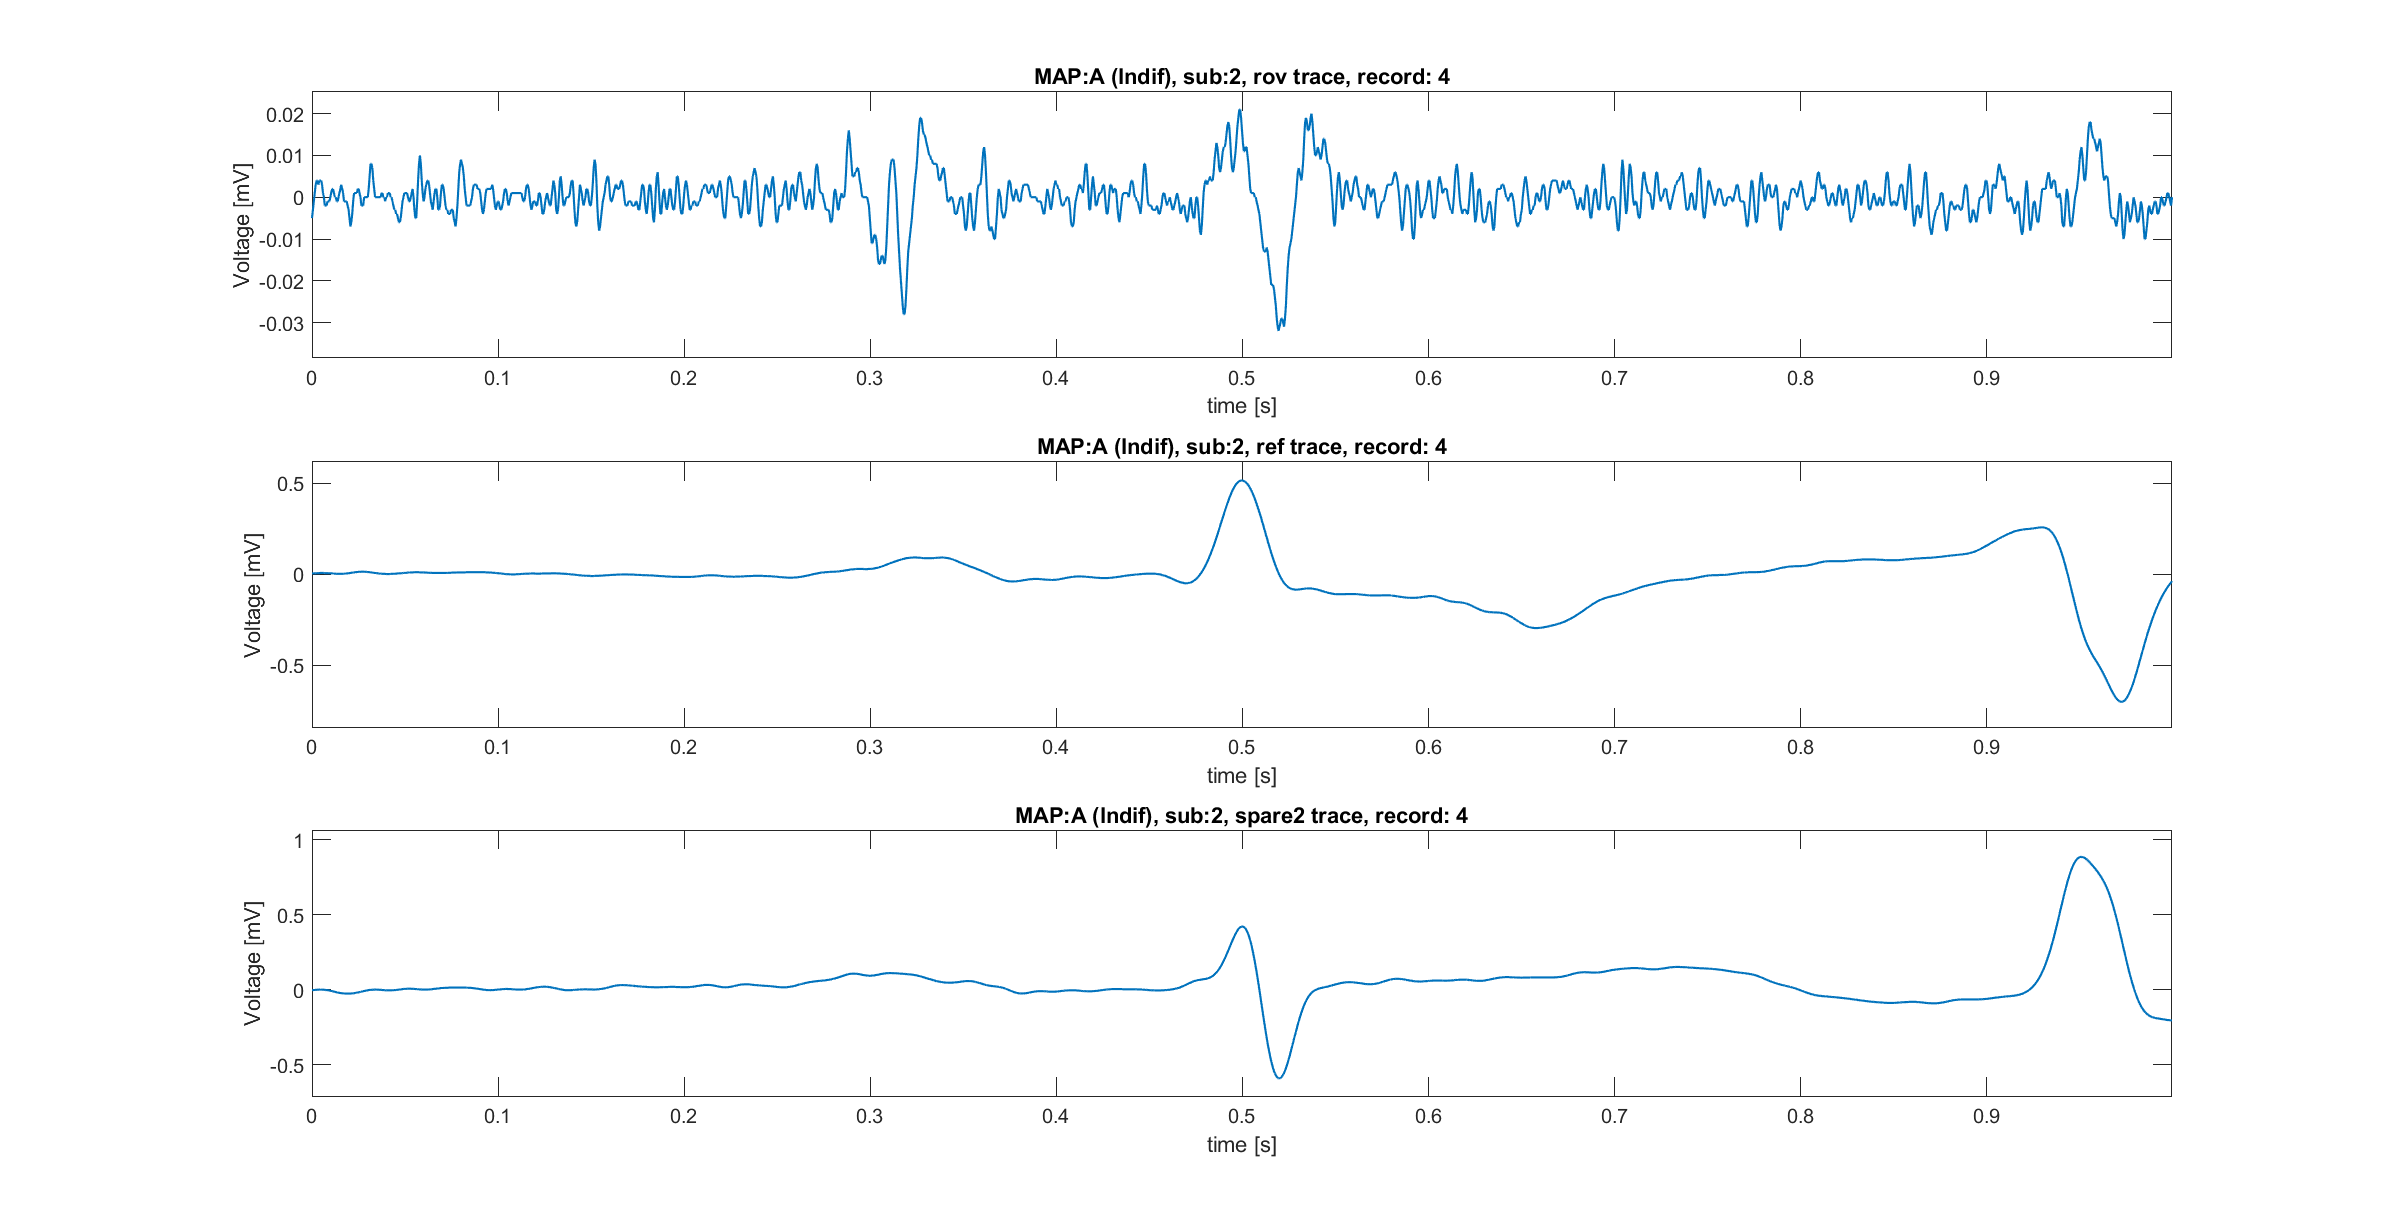 MAP:A (Indif), sub:2, rov trace, record: 4
Voltage [mV]
0.02
0.01
0
-0.01
-0.02
-0.03
0 0.1 0.2 0.3 0.4 0.5 0.6 0.7 0.8 0.9
time [s]
MAP:A (Indif), sub:2, ref trace, record: 4
Voltage [mV]
0.5
0
-0.5
0 0.1 0.2 0.3 0.4 0.5 0.6 0.7 0.8 0.9
time [s]
MAP:A (Indif), sub:2, spare2 trace, record: 4
Voltage [mV]
1
0.5
0
-0.5
0 0.1 0.2 0.3 0.4 0.5 0.6 0.7 0.8 0.9
time [s]